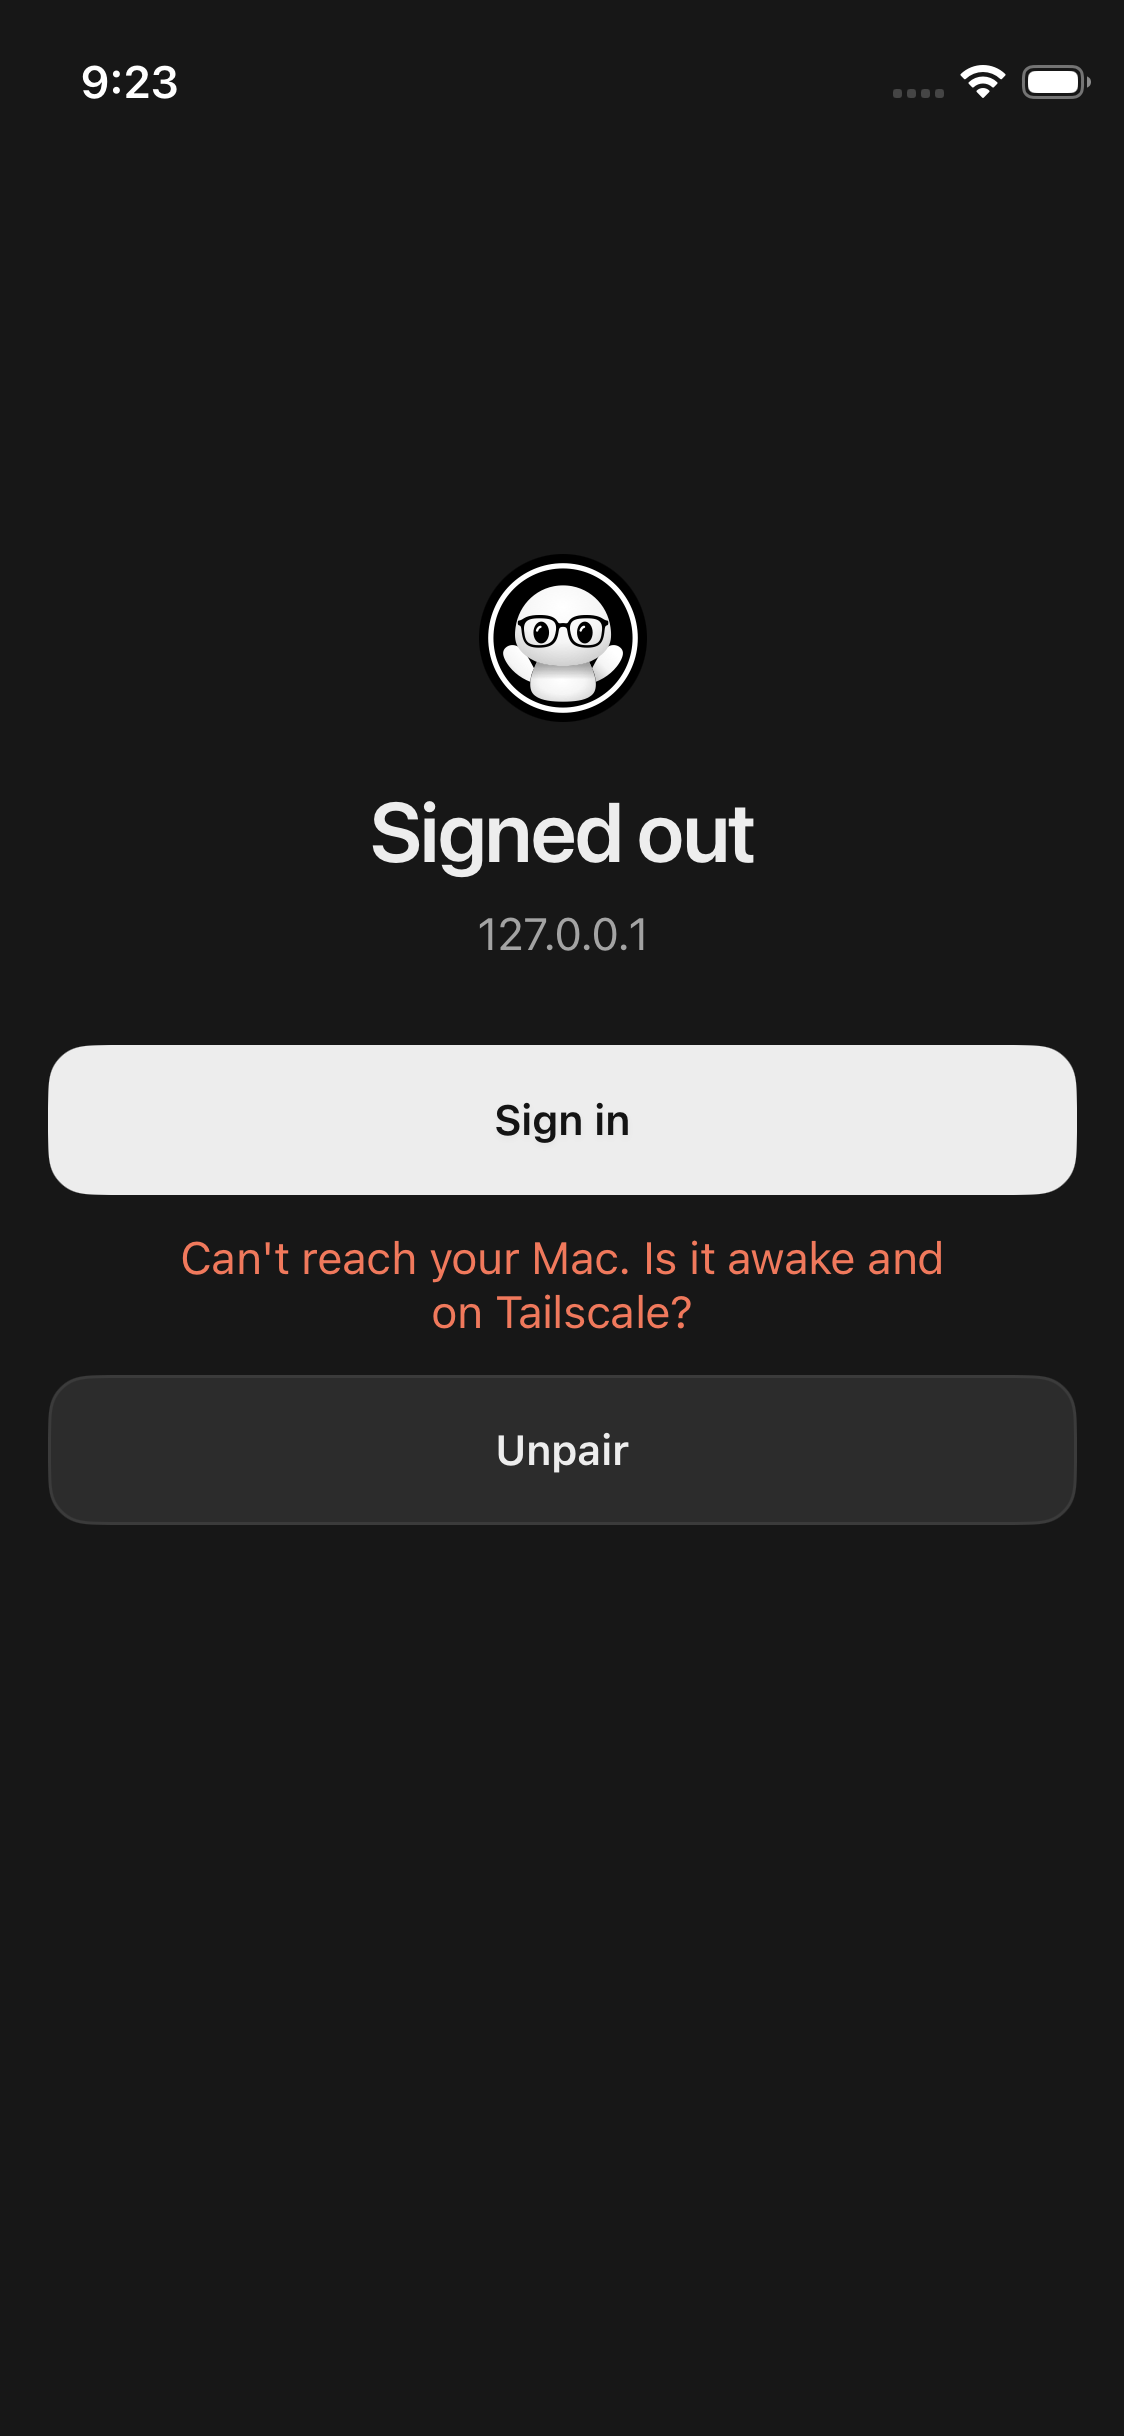 9:23
Signed out
127.0.0.1
Sign in
Can't reach your Mac. Is it awake and
on Tailscale?
Unpair